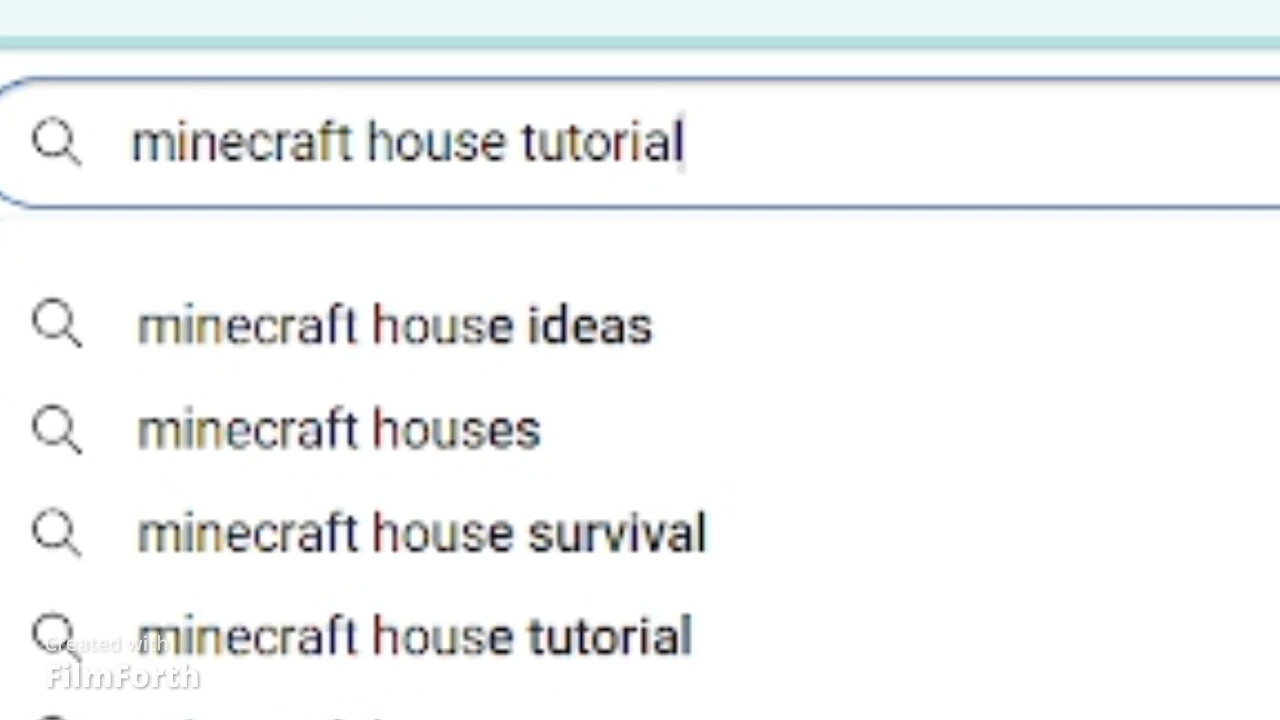 minecraft house tutorial
minecraft house ideas
minecraft houses
minecraft house survival
minecraft house tutorial
Created with
FilmForth